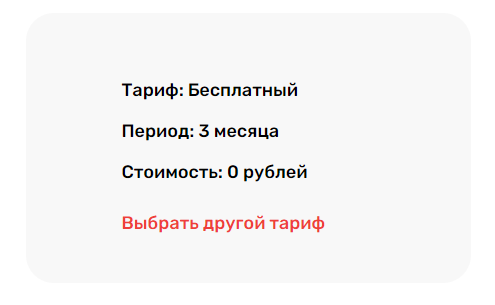 Тариф: Бесплатный
Период: 3 месяца
Стоимость: 0 рублей
Выбрать другой тариф